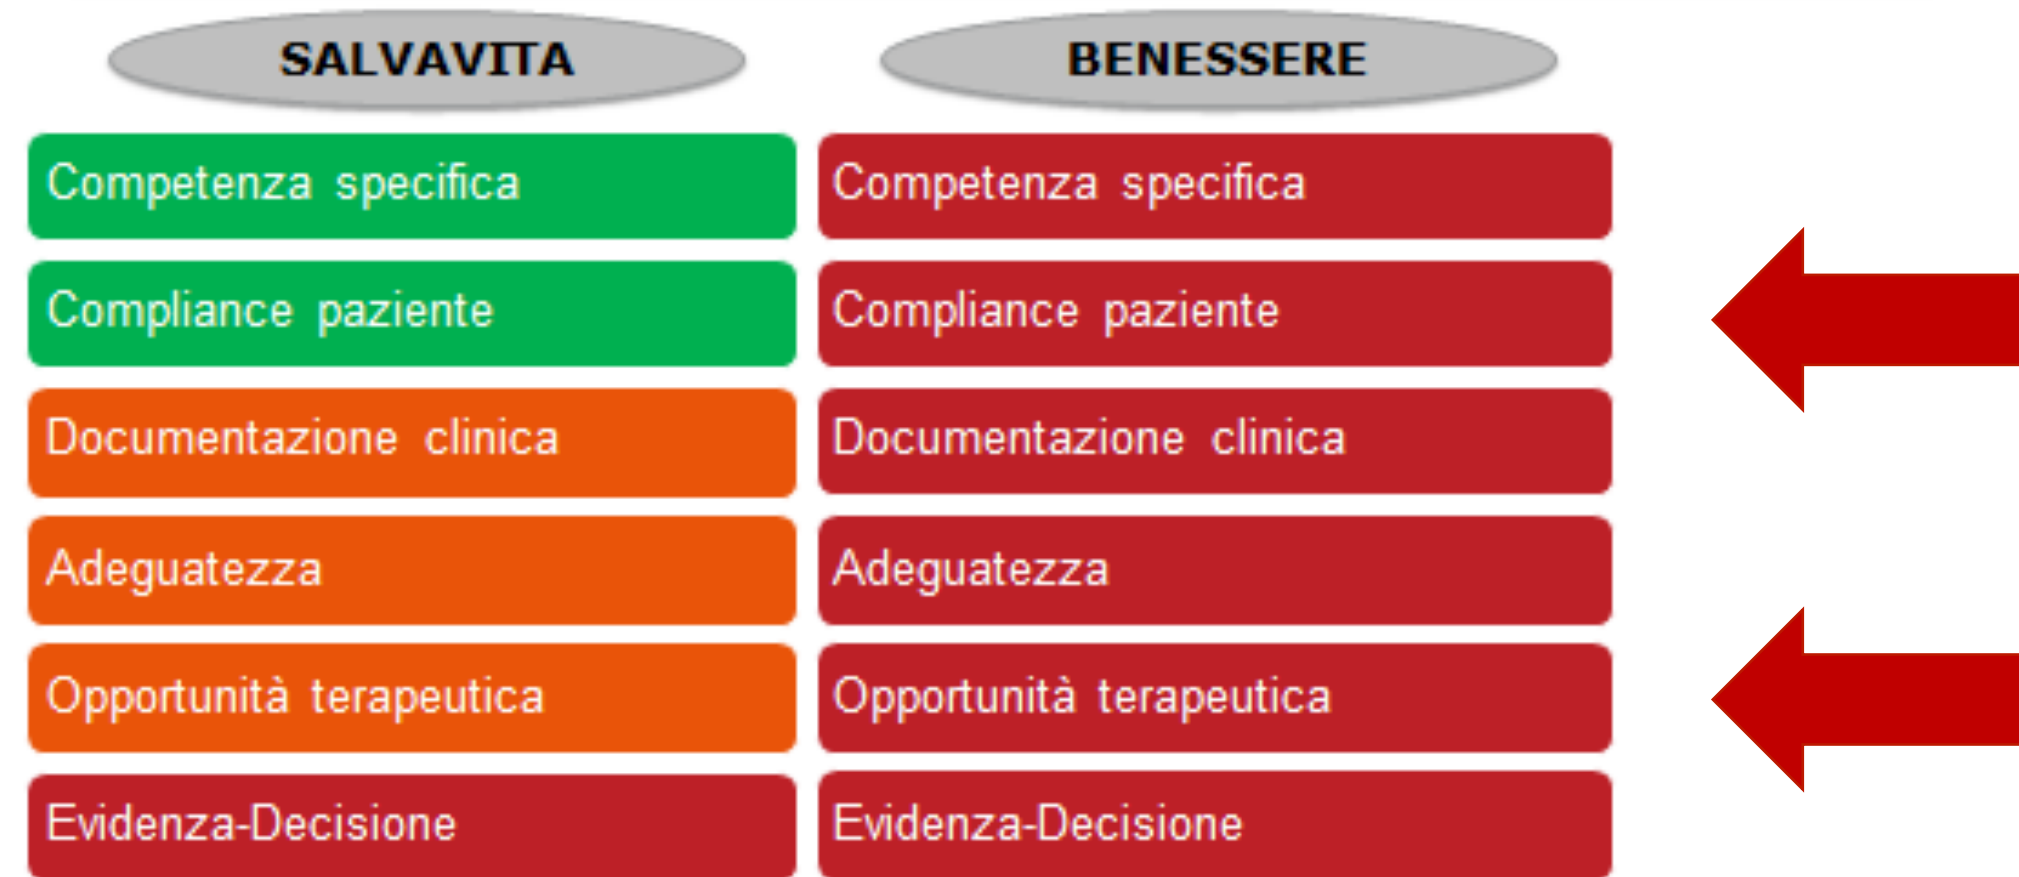 SALVAVITA
BENESSERE
Competenza specifica
Competenza specifica
Compliance paziente
Compliance paziente
Documentazione clinica
Documentazione clinica
Adeguatezza
Adeguatezza
Opportunità terapeutica
Opportunità terapeutica
Evidenza-Decisione
Evidenza-Decisione